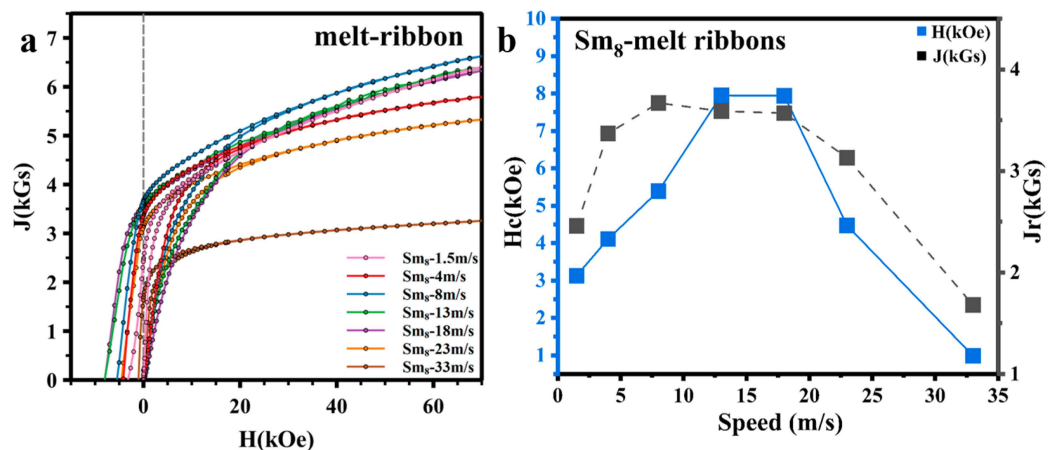 a
melt-ribbon
7
6
5
4
3
2
1
0
J(kGs)
0
20
40
60
H(kOe)
Sm₈-1.5m/s
Sm₈-4m/s
Sm₈-8m/s
Sm₈-13m/s
Sm₈-18m/s
Sm₈-23m/s
Sm₈-33m/s
b
Sm₈-melt ribbons
H(kOe)
J(kGs)
10
9
8
7
6
5
4
3
2
1
Hc(kOe)
4
3
2
1
Jr(kGs)
0
5
10
15
20
25
30
35
Speed (m/s)